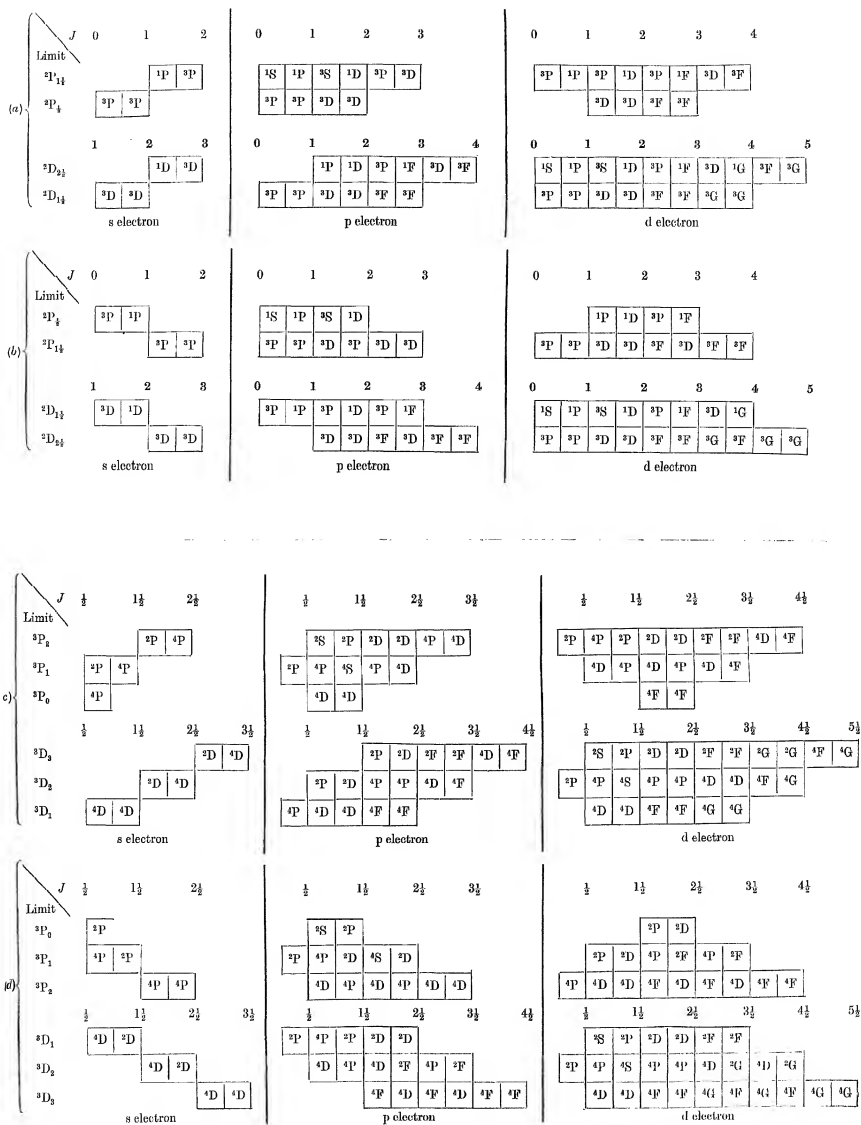 J 0 1 2 0 1 2 3 0 1 2 3 4
Limit
²P₁½ ¹P ³P ¹S ¹P ³S ¹D ³P ³D ³P ¹P ³P ¹D ³P ¹F ³D ³F
(a)
²P½ ³P ³P ³P ³P ³D ³D ³D ³D ³F ³F
1 2 3 0 1 2 3 4 0 1 2 3 4 5
²D₂½ ¹D ³D ¹P ¹D ³P ¹F ³D ³F ¹S ¹P ³S ¹D ³P ¹F ³D ¹G ³F ³G
²D₁½ ³D ³D ³P ³P ³D ³D ³F ³F ³P ³P ³D ³D ³F ³F ³G ³G
s electron p electron d electron
J 0 1 2 0 1 2 3 0 1 2 3 4
Limit
²P½ ³P ¹P ¹S ¹P ³S ¹D ¹P ¹D ³P ¹F
(b)
²P₁½ ³P ³P ³P ³P ³D ³P ³D ³D ³P ³P ³D ³D ³F ³D ³F ³F
1 2 3 0 1 2 3 4 0 1 2 3 4 5
²D₁½ ³D ¹D ³P ¹P ³P ¹D ³P ¹F ¹S ¹P ³S ¹D ³P ¹F ³D ¹G
²D₂½ ³D ³D ³D ³D ³F ³D ³F ³F ³P ³P ³D ³D ³F ³F ³G ³F ³G ³G
s electron p electron d electron
J ½ 1½ 2½ ½ 1½ 2½ 3½ ½ 1½ 2½ 3½ 4½
Limit
³P₂ ²P ⁴P ²S ²P ²D ²D ⁴P ⁴D ²P ⁴P ²P ²D ²D ²F ²F ⁴D ⁴F
³P₁ ²P ⁴P ²P ⁴P ⁴S ⁴P ⁴D ⁴D ⁴P ⁴D ⁴P ⁴D ⁴F
c)
³P₀ ⁴P ⁴D ⁴D ⁴F ⁴F
½ 1½ 2½ 3½ ½ 1½ 2½ 3½ 4½ ½ 1½ 2½ 3½ 4½ 5½
³D₃ ²D ⁴D ²P ²D ²F ²F ⁴D ⁴F ²S ²P ²D ²D ²F ²F ²G ²G ⁴F ⁴G
³D₂ ²D ⁴D ²P ²D ⁴P ⁴P ⁴D ⁴F ²P ⁴P ⁴S ⁴P ⁴P ⁴D ⁴D ⁴F ⁴G
³D₁ ⁴D ⁴D ⁴P ⁴D ⁴D ⁴F ⁴F ⁴D ⁴D ⁴F ⁴F ⁴G ⁴G
s electron p electron d electron
J ½ 1½ 2½ ½ 1½ 2½ 3½ ½ 1½ 2½ 3½ 4½
Limit
³P₀ ²P ²S ²P ²P ²D
³P₁ ⁴P ²P ²P ⁴P ²D ⁴S ²D ²P ²D ⁴P ²F ⁴P ²F
(d)
³P₂ ⁴P ⁴P ⁴D ⁴P ⁴D ⁴P ⁴D ⁴D ⁴P ⁴D ⁴D ⁴F ⁴D ⁴F ⁴D ⁴F ⁴F
½ 1½ 2½ 3½ ½ 1½ 2½ 3½ 4½ ½ 1½ 2½ 3½ 4½ 5½
³D₁ ⁴D ²D ²P ⁴P ²P ²D ²D ²S ²P ²D ²D ²F ²F
³D₂ ⁴D ²D ⁴D ⁴P ⁴D ²F ⁴P ²F ²P ⁴P ⁴S ⁴P ⁴P ⁴D ²G ⁴D ²G
³D₃ ⁴D ⁴D ⁴F ⁴D ⁴F ⁴D ⁴F ⁴F ⁴D ⁴D ⁴F ⁴F ⁴G ⁴F ⁴G ⁴F ⁴G ⁴G
s electron p electron d electron